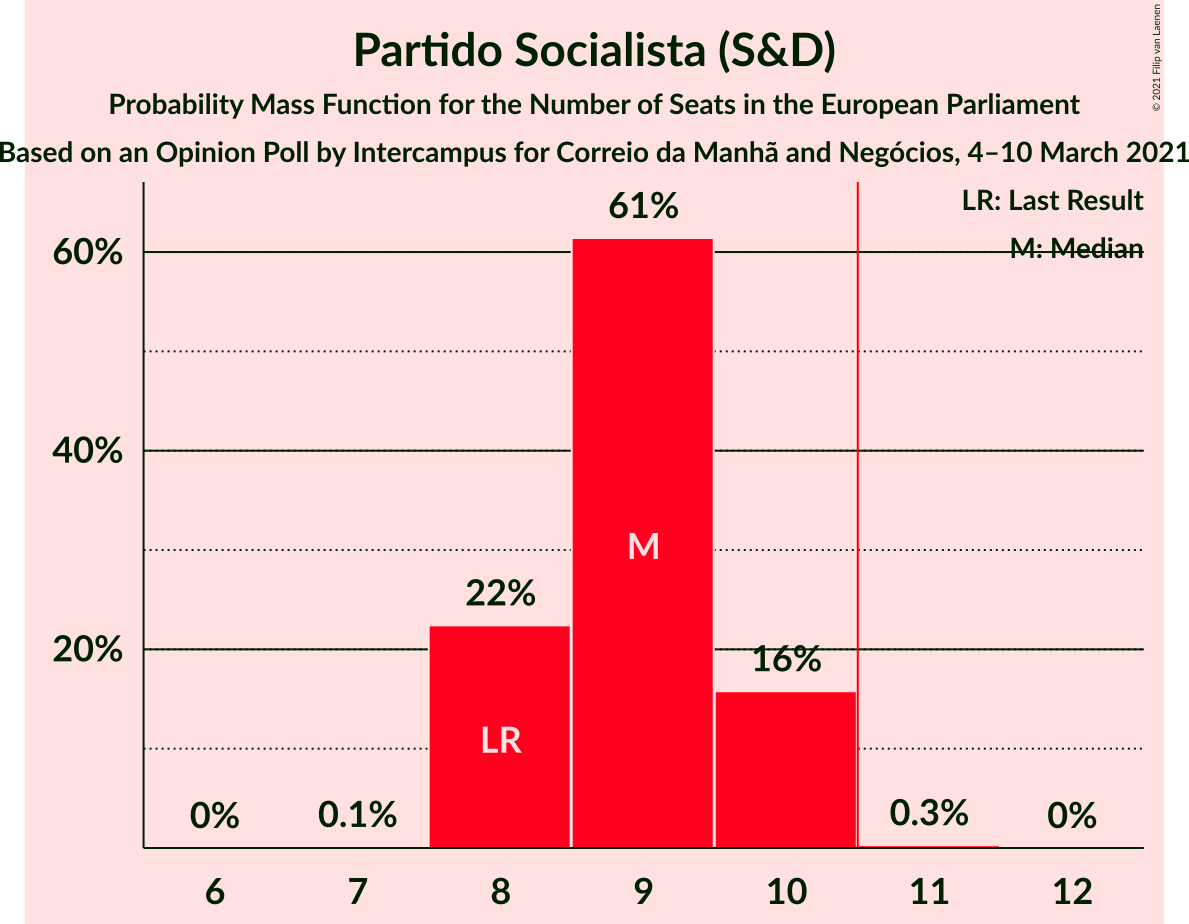 Partido Socialista (S&D)
Probability Mass Function for the Number of Seats in the European Parliament
Based on an Opinion Poll by Intercampus for Correio da Manhã and Negócios, 4–10 March 2021
© 2021 Filip van Laenen
LR: Last Result
M: Median
60%
40%
20%
0%
0.1%
22%
61%
16%
0.3%
0%
LR
M
6
7
8
9
10
11
12